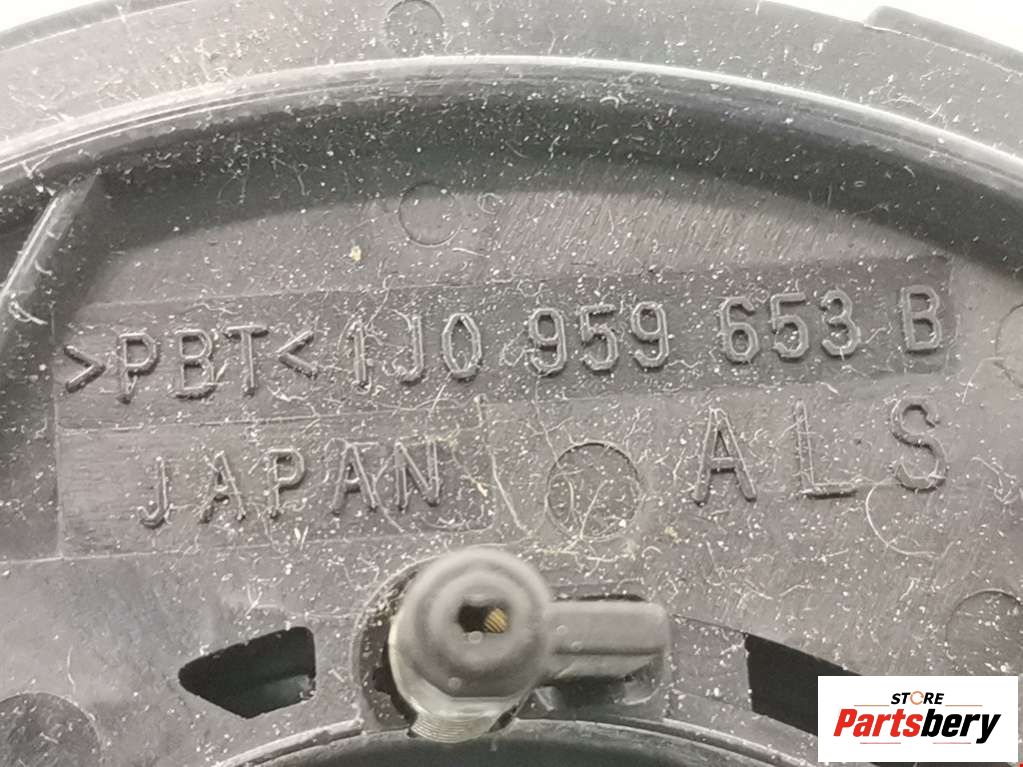 >PBT< 1J0 959 653 B
JAPAN ALS
STORE
Partsbery